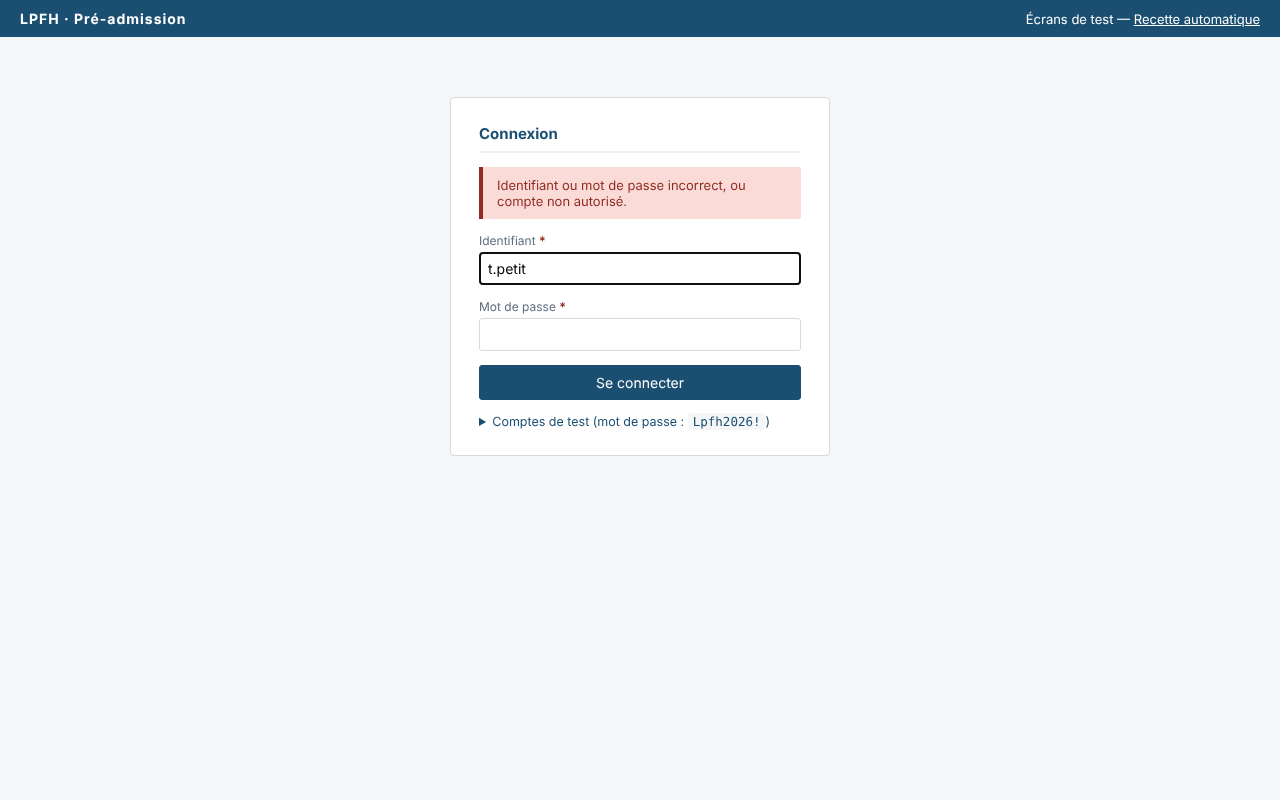 LPFH · Pré-admission
Écrans de test — Recette automatique
Connexion
Identifiant ou mot de passe incorrect, ou
compte non autorisé.
Identifiant *
t.petit
Mot de passe *
Se connecter
Comptes de test (mot de passe : Lpfh2026! )